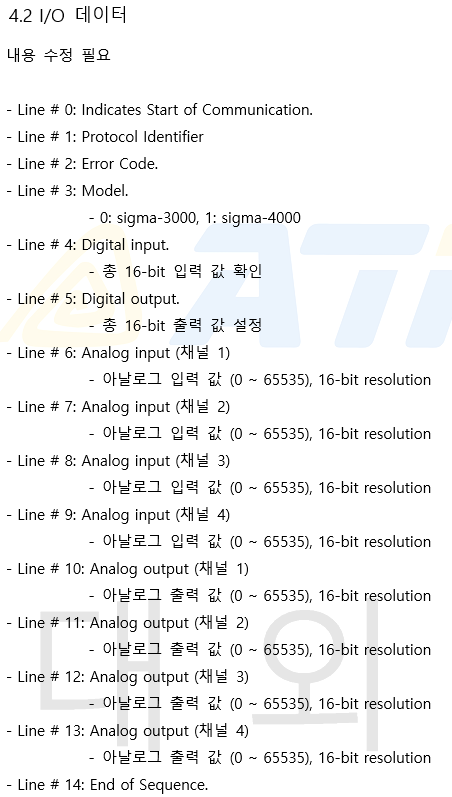 4.2 I/O 데이터
내용 수정 필요
- Line # 0: Indicates Start of Communication.
- Line # 1: Protocol Identifier
- Line # 2: Error Code.
- Line # 3: Model.
- 0: sigma-3000, 1: sigma-4000
- Line # 4: Digital input.
- 총 16-bit 입력 값 확인
- Line # 5: Digital output.
- 총 16-bit 출력 값 설정
- Line # 6: Analog input (채널 1)
- 아날로그 입력 값 (0 ~ 65535), 16-bit resolution
- Line # 7: Analog input (채널 2)
- 아날로그 입력 값 (0 ~ 65535), 16-bit resolution
- Line # 8: Analog input (채널 3)
- 아날로그 입력 값 (0 ~ 65535), 16-bit resolution
- Line # 9: Analog input (채널 4)
- 아날로그 입력 값 (0 ~ 65535), 16-bit resolution
- Line # 10: Analog output (채널 1)
- 아날로그 출력 값 (0 ~ 65535), 16-bit resolution
- Line # 11: Analog output (채널 2)
- 아날로그 출력 값 (0 ~ 65535), 16-bit resolution
- Line # 12: Analog output (채널 3)
- 아날로그 출력 값 (0 ~ 65535), 16-bit resolution
- Line # 13: Analog output (채널 4)
- 아날로그 출력 값 (0 ~ 65535), 16-bit resolution
- Line # 14: End of Sequence.
대외